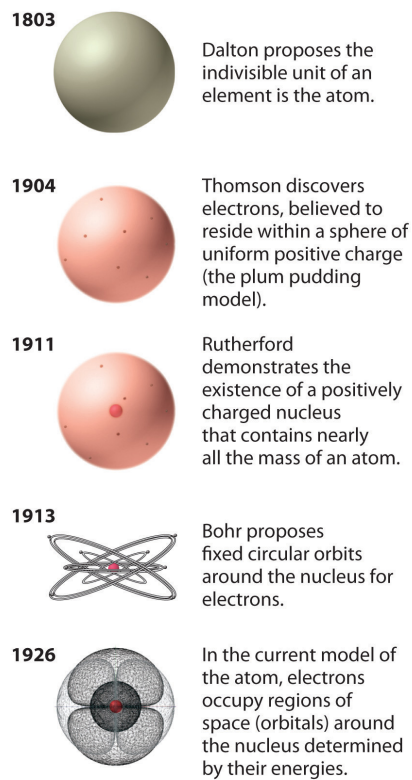 1803
Dalton proposes the
indivisible unit of an
element is the atom.
1904
Thomson discovers
electrons, believed to
reside within a sphere of
uniform positive charge
(the plum pudding
model).
1911
Rutherford
demonstrates the
existence of a positively
charged nucleus
that contains nearly
all the mass of an atom.
1913
Bohr proposes
fixed circular orbits
around the nucleus for
electrons.
1926
In the current model of
the atom, electrons
occupy regions of
space (orbitals) around
the nucleus determined
by their energies.